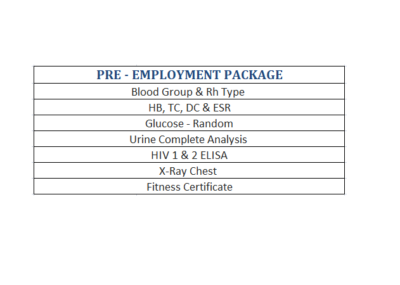 PRE - EMPLOYMENT PACKAGE
Blood Group & Rh Type
HB, TC, DC & ESR
Glucose - Random
Urine Complete Analysis
HIV 1 & 2 ELISA
X-Ray Chest
Fitness Certificate